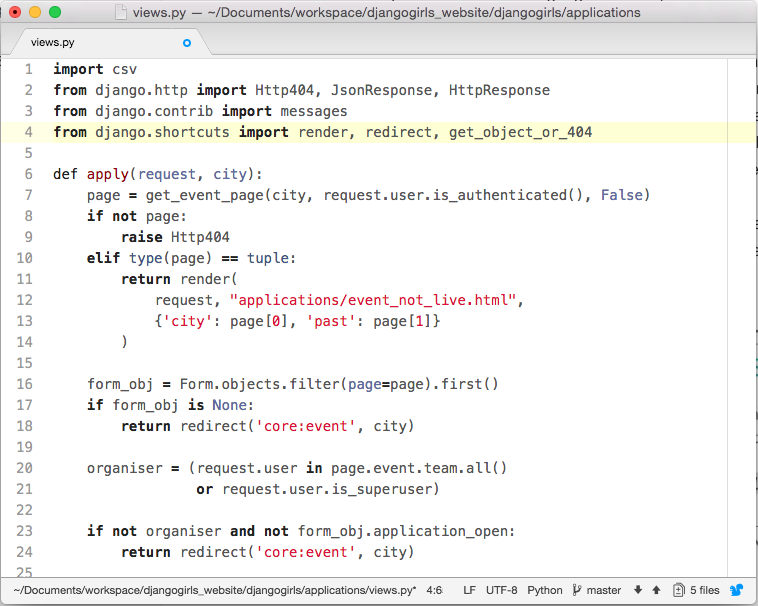 views.py — ~/Documents/workspace/djangogirls_website/djangogirls/applications
views.py
1 import csv
2 from django.http import Http404, JsonResponse, HttpResponse
3 from django.contrib import messages
4 from django.shortcuts import render, redirect, get_object_or_404
5
6 def apply(request, city):
7     page = get_event_page(city, request.user.is_authenticated(), False)
8     if not page:
9         raise Http404
10     elif type(page) == tuple:
11         return render(
12             request, "applications/event_not_live.html",
13             {'city': page[0], 'past': page[1]}
14         )
15
16     form_obj = Form.objects.filter(page=page).first()
17     if form_obj is None:
18         return redirect('core:event', city)
19
20     organiser = (request.user in page.event.team.all()
21                  or request.user.is_superuser)
22
23     if not organiser and not form_obj.application_open:
24         return redirect('core:event', city)
25
~/Documents/workspace/djangogirls_website/djangogirls/applications/views.py* 4:6 LF UTF-8 Python master 5 files